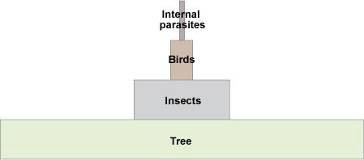 Internal
parasites
Birds
Insects
Tree